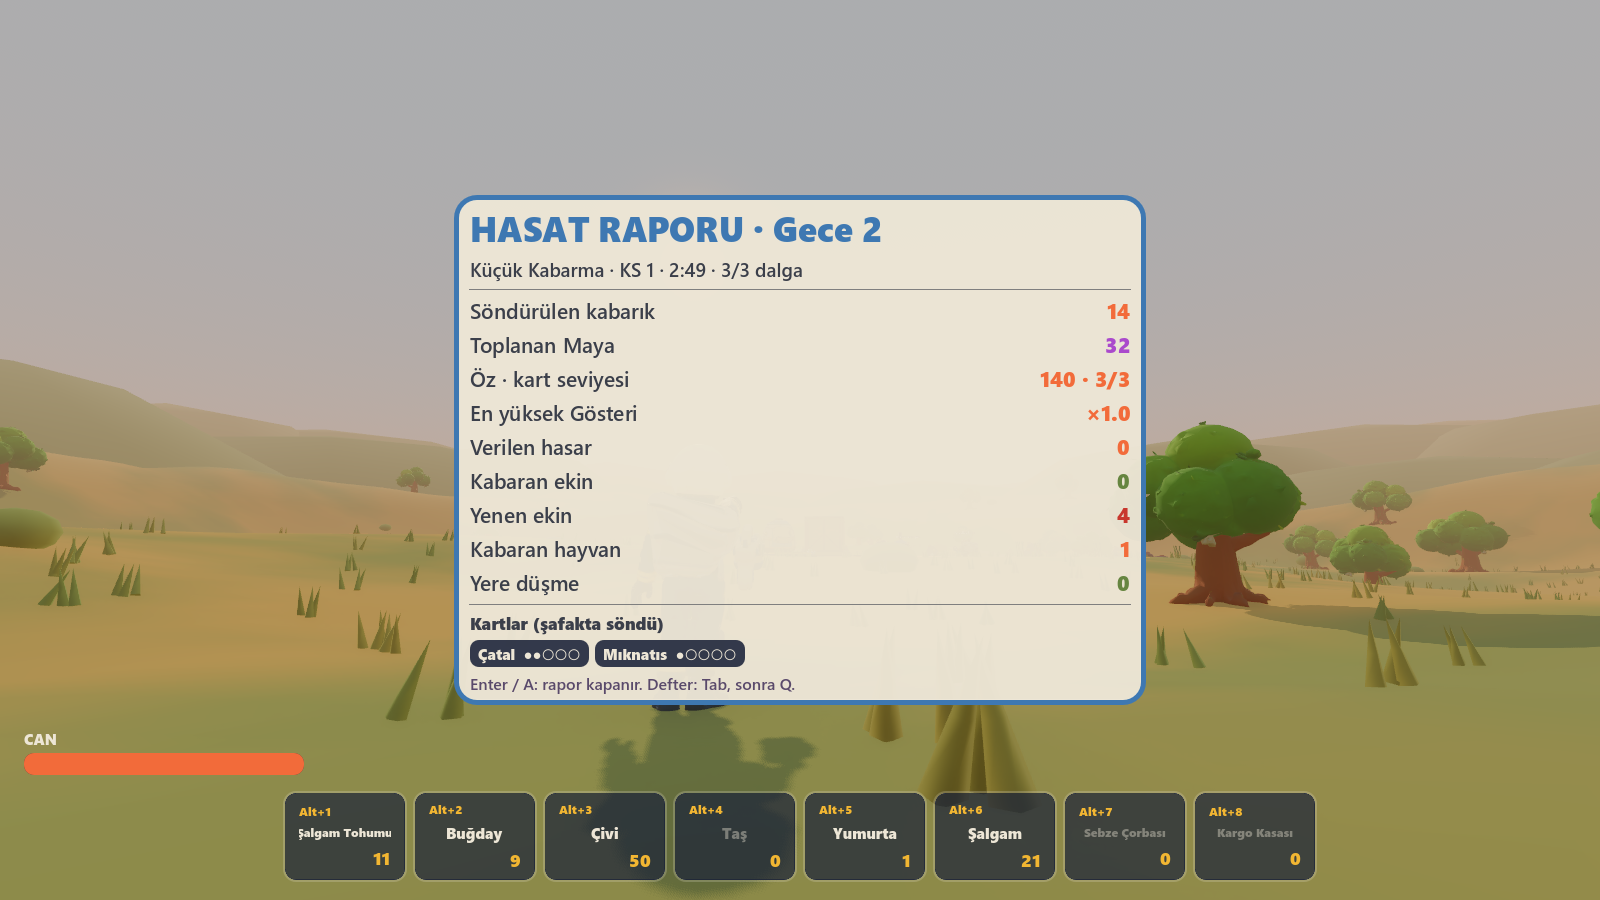 HASAT RAPORU · Gece 2
Küçük Kabarma · KS 1 · 2:49 · 3/3 dalga
Söndürülen kabarık 14
Toplanan Maya 32
Öz · kart seviyesi 140 · 3/3
En yüksek Gösteri ×1.0
Verilen hasar 0
Kabaran ekin 0
Yenen ekin 4
Kabaran hayvan 1
Yere düşme 0
Kartlar (şafakta söndü)
Çatal ●●○○○ Mıknatıs ●○○○○
Enter / A: rapor kapanır. Defter: Tab, sonra Q.
CAN
Alt+1 Alt+2 Alt+3 Alt+4 Alt+5 Alt+6 Alt+7 Alt+8
Şalgam Tohumu Buğday Çivi Taş Yumurta Şalgam Sebze Çorbası Kargo Kasası
11 9 50 0 1 21 0 0